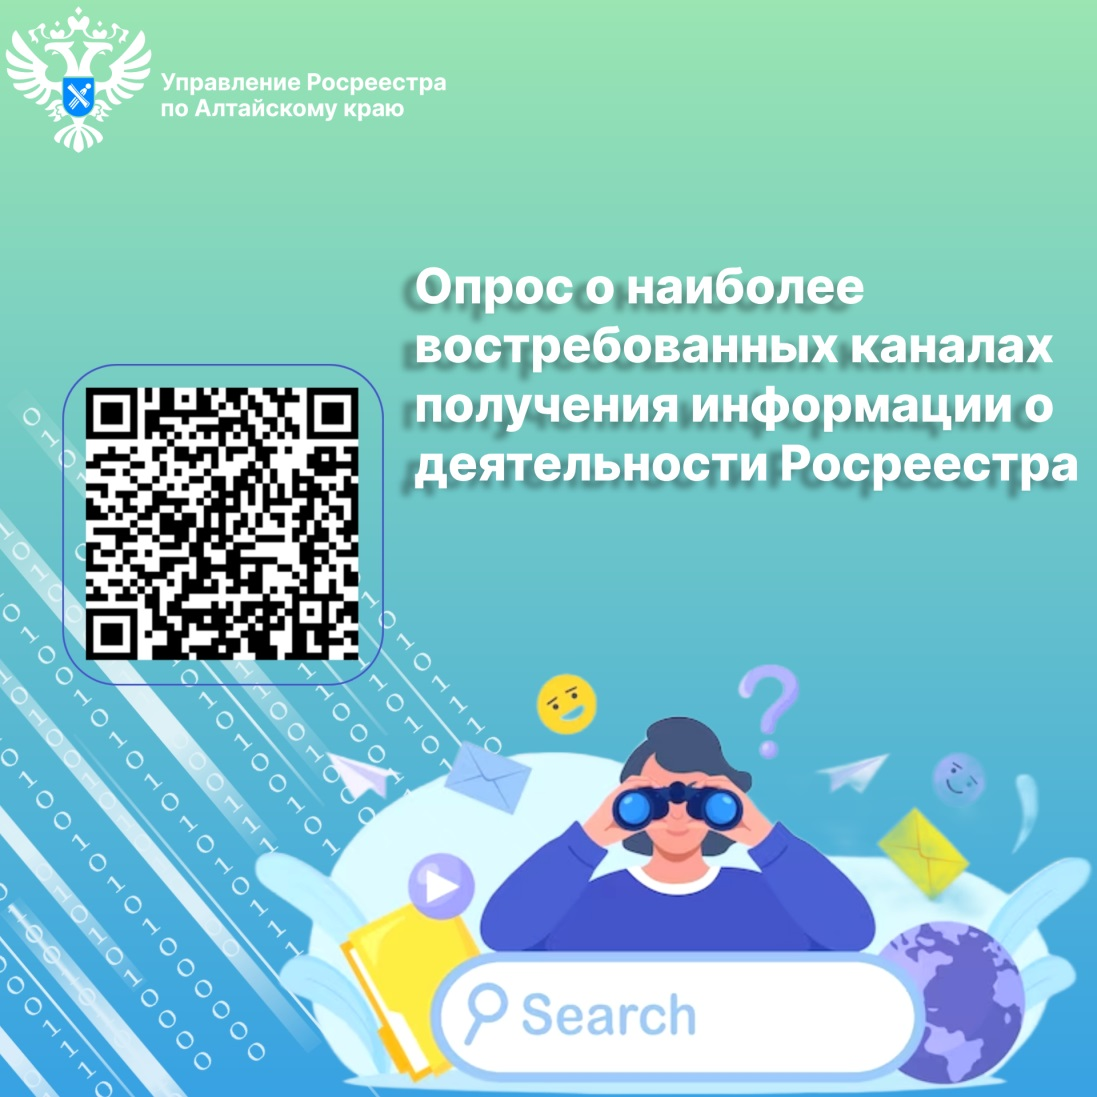 Управление Росреестра
по Алтайскому краю
Опрос о наиболее
востребованных каналах
получения информации о
деятельности Росреестра
Search